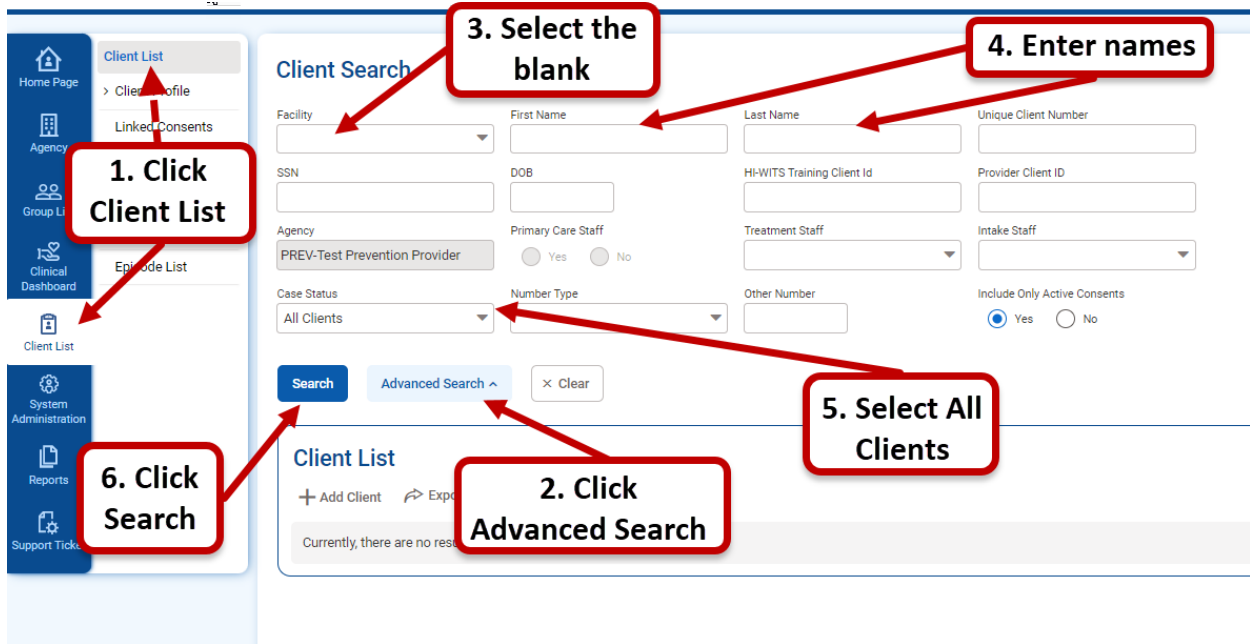 3. Select the
blank
4. Enter names
Home Page
Agency
Group Li
Clinical
Dashboard
Client List
System
Administration
Reports
Support Ticke
Client List
> Clien ofile
Linked Consents
Episode List
1. Click
Client List
Client Search
Facility
First Name
Last Name
Unique Client Number
SSN
DOB
HI-WITS Training Client Id
Provider Client ID
Agency
Primary Care Staff
Treatment Staff
Intake Staff
PREV-Test Prevention Provider
Yes No
Case Status
Number Type
Other Number
Include Only Active Consents
All Clients
Yes No
Search Advanced Search × Clear
5. Select All
Clients
6. Click
Search
2. Click
Advanced Search
Client List
+ Add Client Expo
Currently, there are no resu